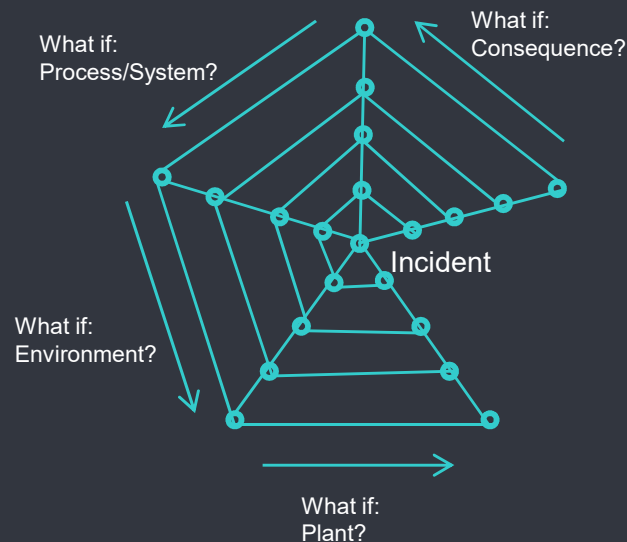 What if:
Process/System?
What if:
Consequence?
Incident
What if:
Environment?
What if:
Plant?